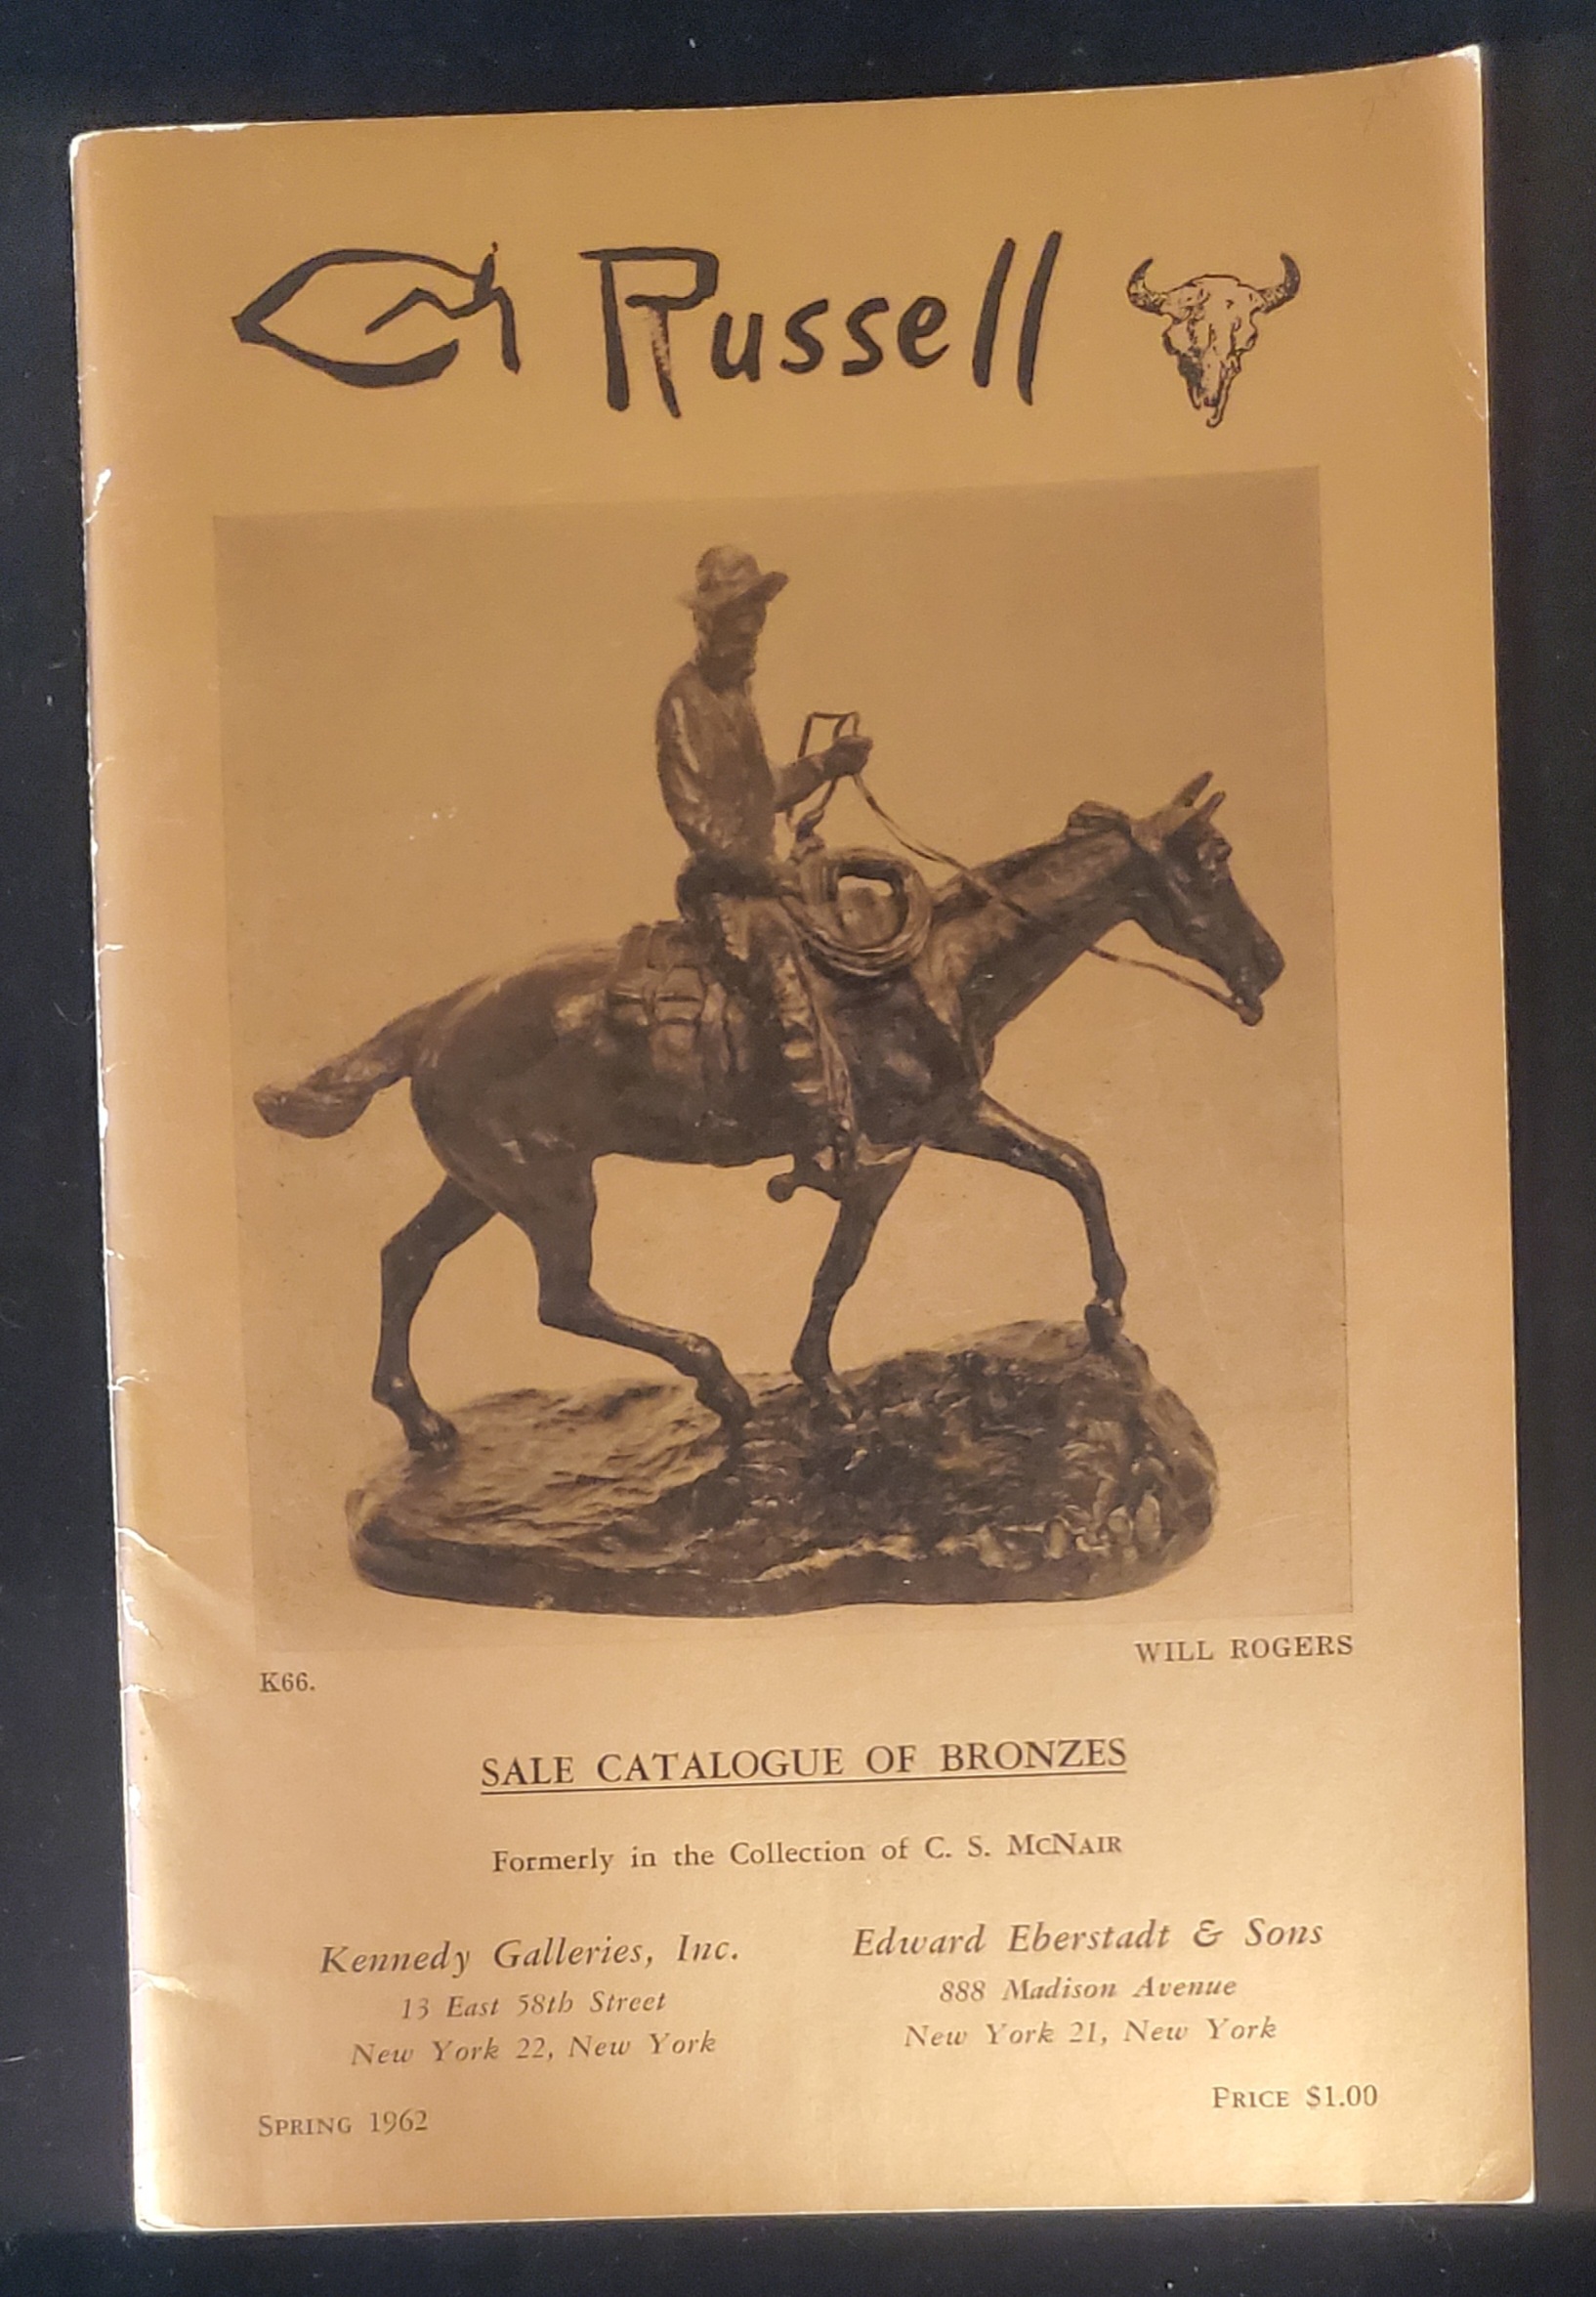 CM Russell
K66.
WILL ROGERS
SALE CATALOGUE OF BRONZES
Formerly in the Collection of C. S. McNair
Kennedy Galleries, Inc.
13 East 58th Street
New York 22, New York
Edward Eberstadt & Sons
888 Madison Avenue
New York 21, New York
Spring 1962
Price $1.00